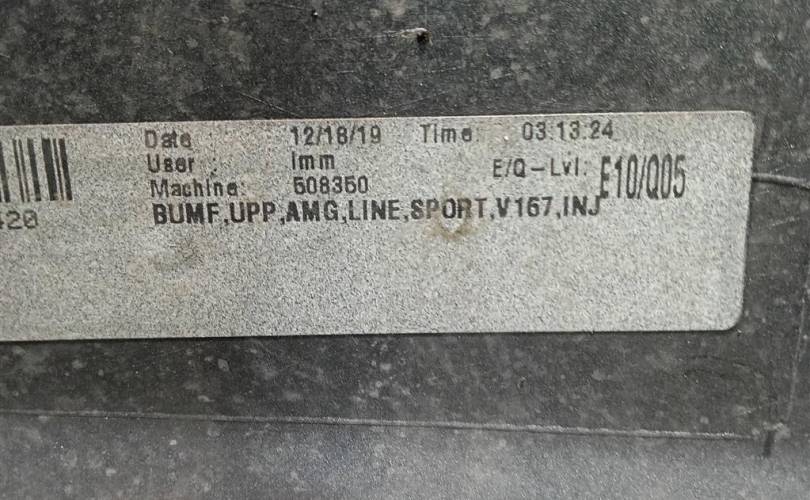 Date : 12/18/19 Time: 03:13:24
User : Imm E/Q-Lvl: E10/Q05
Machine: 508350
420
BUMF,UPP,AMG,LINE,SPORT,V167,INJ